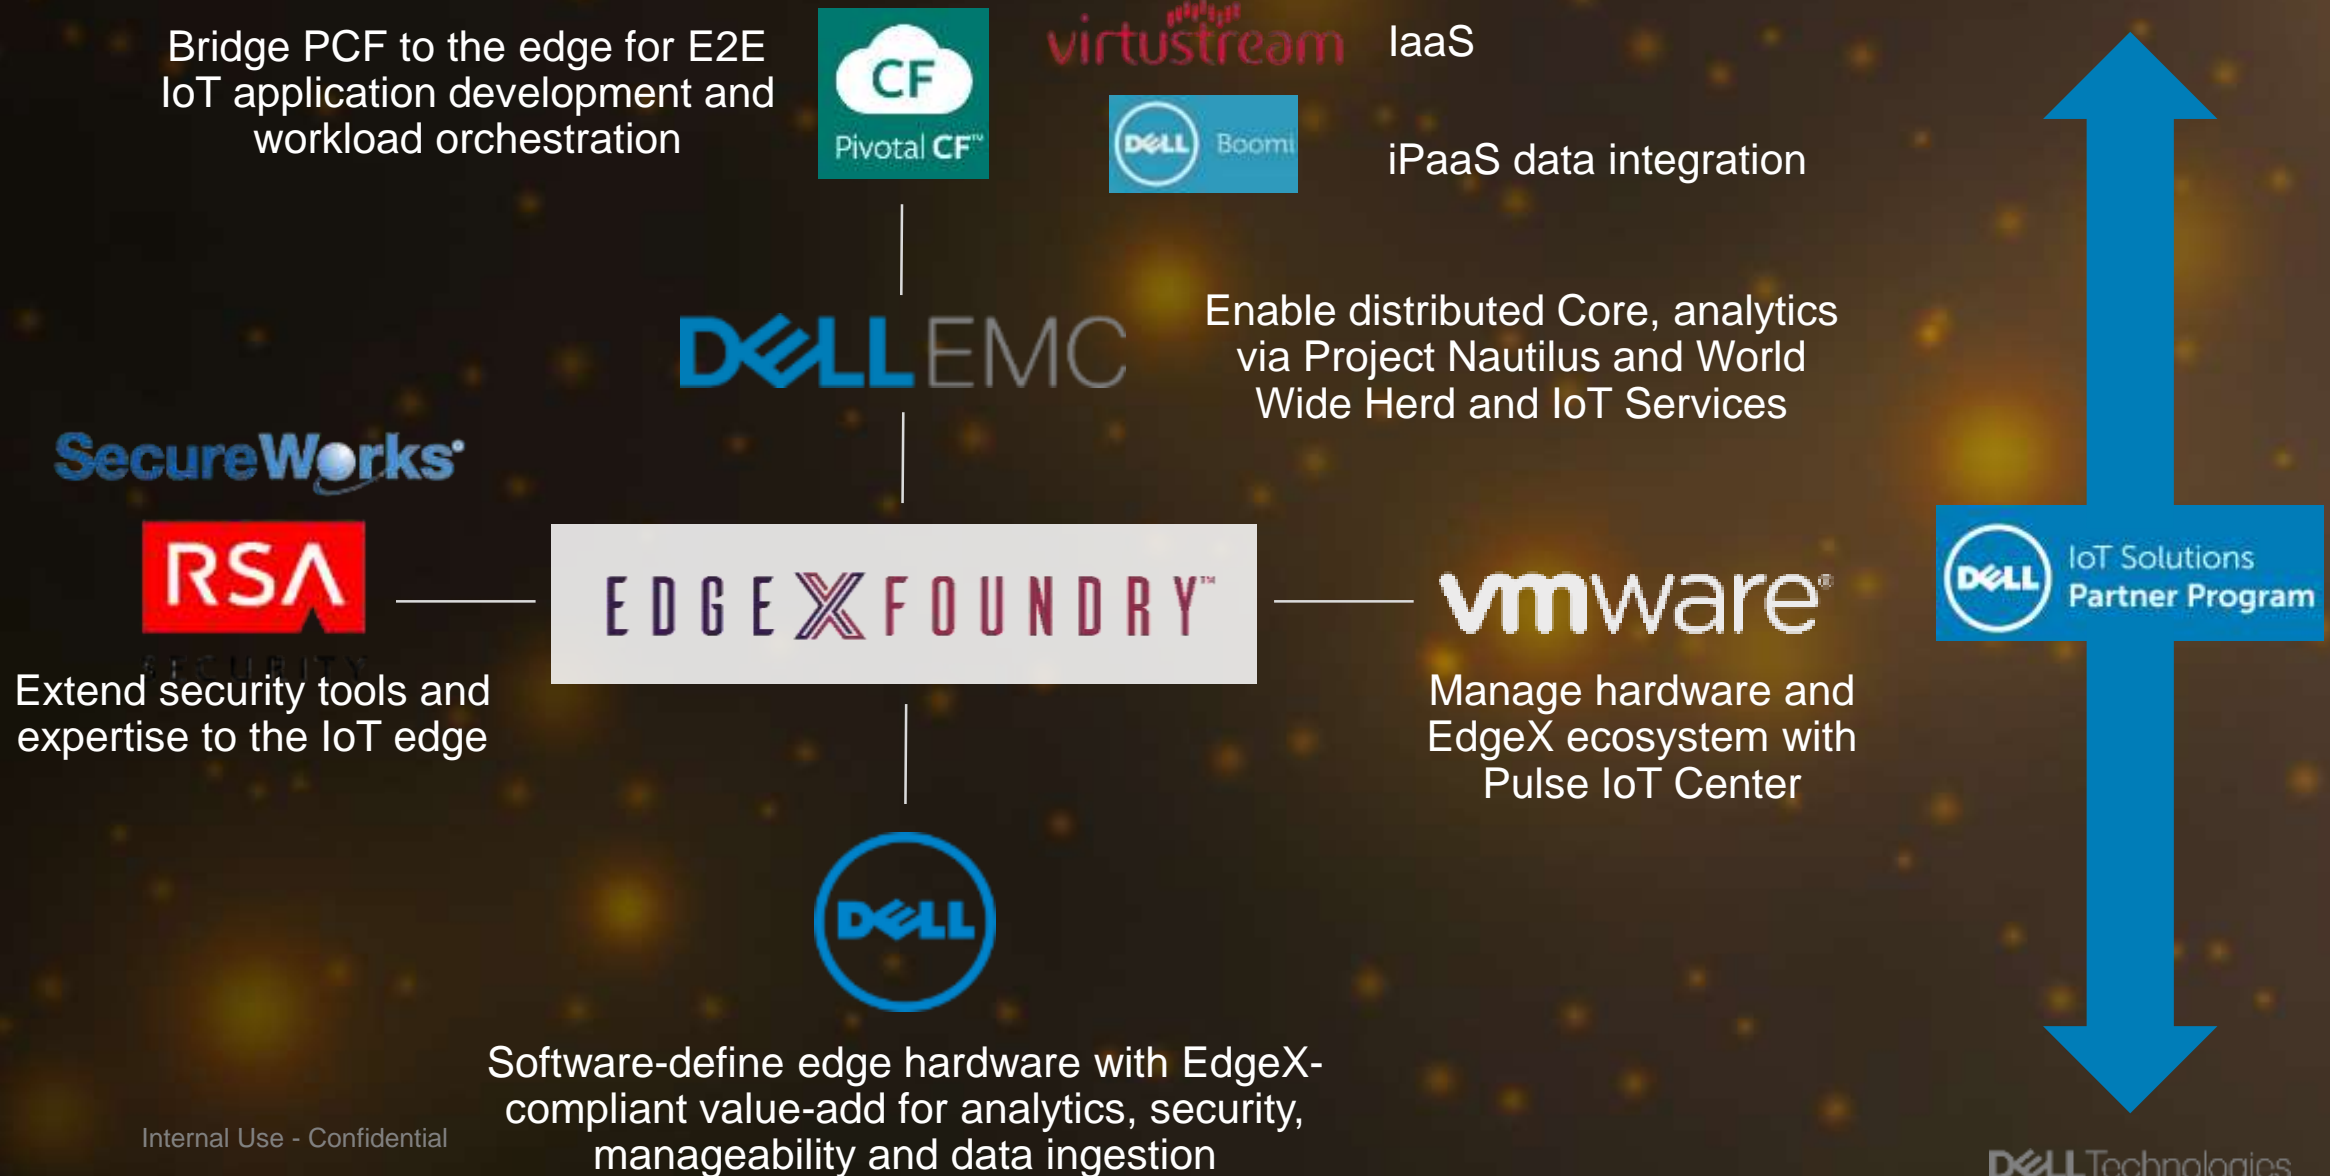 Bridge PCF to the edge for E2E
IoT application development and
workload orchestration
CF
Pivotal CF™
virtustream
IaaS
DELL Boomi
iPaaS data integration
DELL EMC
Enable distributed Core, analytics
via Project Nautilus and World
Wide Herd and IoT Services
SecureWorks®
RSA
SECURITY
Extend security tools and
expertise to the IoT edge
EDGE X FOUNDRY™
vmware®
Manage hardware and
EdgeX ecosystem with
Pulse IoT Center
DELL
IoT Solutions
Partner Program
DELL
Software-define edge hardware with EdgeX-
compliant value-add for analytics, security,
manageability and data ingestion
Internal Use - Confidential
DELL Technologies